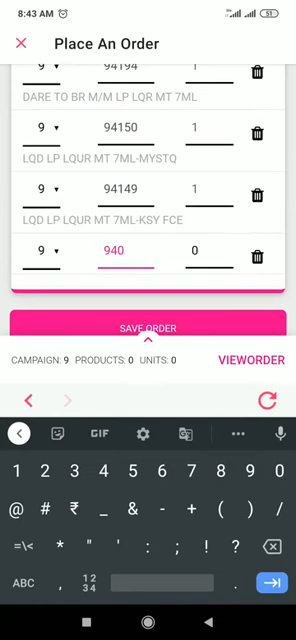 8:43 AM 51
Place An Order
9 94194 1
DARE TO BR M/M LP LQR MT 7ML
9 94150 1
LQD LP LQUR MT 7ML-MYSTQ
9 94149 1
LQD LP LQUR MT 7ML-KSY FCE
9 940 0
SAVE ORDER
CAMPAIGN: 9 PRODUCTS: 0 UNITS: 0 VIEWORDER
GIF
1 2 3 4 5 6 7 8 9 0
@ # ₹ _ & - + ( ) /
=\< * " ' : ; ! ?
ABC , 12 34 .